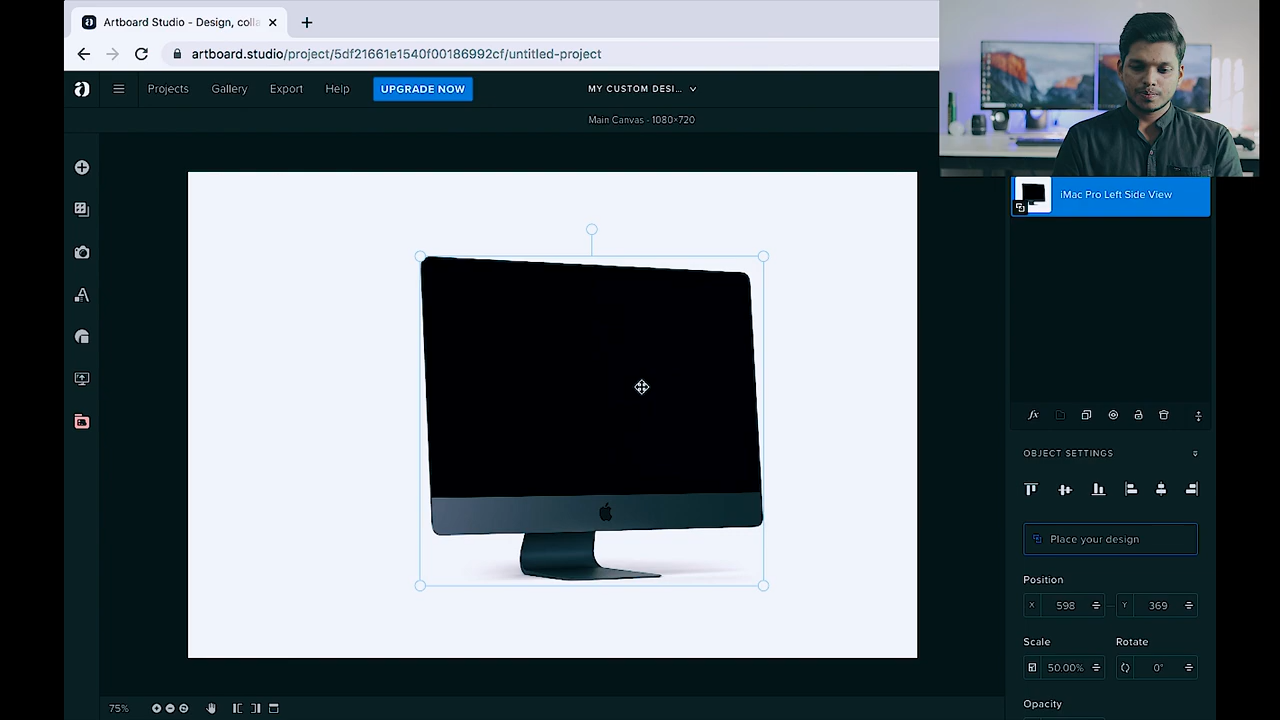 Artboard Studio - Design, colla
artboard.studio/project/5df21661e1540f00186992cf/untitled-project
Projects
Gallery
Export
Help
UPGRADE NOW
MY CUSTOM DESI...
Main Canvas - 1080×720
iMac Pro Left Side View
fx
OBJECT SETTINGS
Place your design
Position
X 598
Y 369
Scale
Rotate
50.00%
0°
Opacity
75%